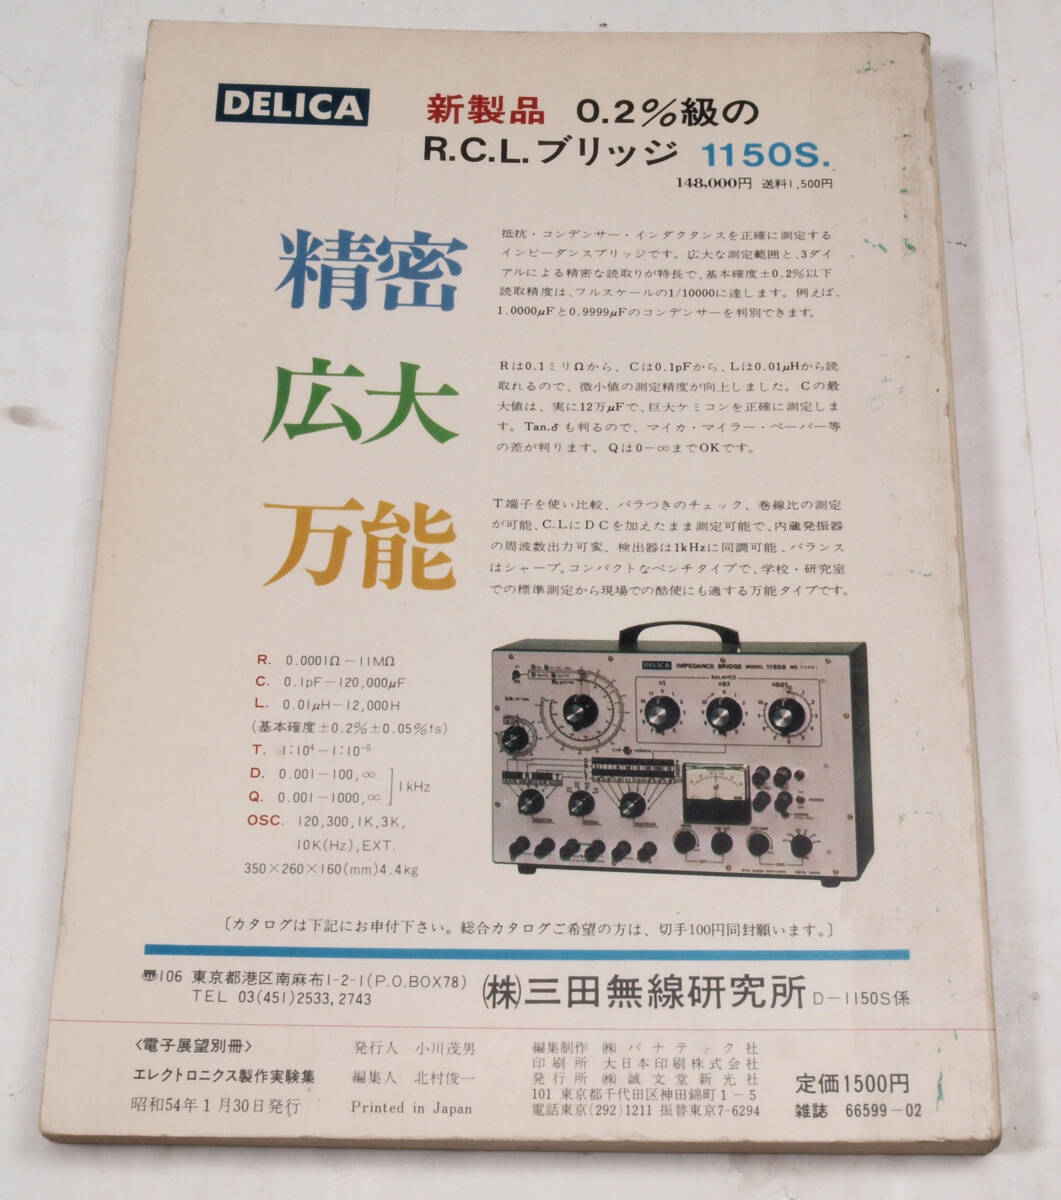 DELICA
新製品 0.2%級の
R.C.L.ブリッジ 1150S.
148,000円 送料1,500円
精密
抵抗・コンデンサー・インダクタンスを正確に測定する
インピーダンスブリッジです。広大な測定範囲と、3ダイ
アルによる精密な読取りが特長で、基本確度±0.2%以下
読取精度は、フルスケールの1/10000に達します。例えば、
1.0000μFと0.9999μFのコンデンサーを判別できます。
広大
Rは0.1ミリΩから、Cは0.1pFから、Lは0.01μHから読
取れるので、微小値の測定精度が向上しました。Cの最
大値は、実に12万μFで、巨大ケミコンを正確に測定しま
す。Tan.δも判るので、マイカ・マイラー・ペーパー等
の差が判ります。Qは0−∞までOKです。
万能
T端子を使い比較、バラつきのチェック、巻線比の測定
が可能、C.LにDCを加えたまま測定可能で、内蔵発振器
の周波数出力可変、検出器は1kHzに同調可能、バランス
はシャープ。コンパクトなベンチタイプで、学校・研究室
での標準測定から現場での酷使にも適する万能タイプです。
R. 0.0001Ω−11MΩ
C. 0.1pF−120,000μF
L. 0.01μH−12,000H
(基本確度±0.2%±0.05%fs)
T. 1:10⁴−1:10⁻⁵
D. 0.001−100,∞
Q. 0.001−1000,∞
1kHz
OSC. 120,300,1K,3K,
10K(Hz),EXT.
350×260×160(mm)4.4kg
DELICA IMPEDANCE BRIDGE MODEL 1150S NO.
BALANCE
×1 ×0.1 ×0.01
POWER
〔カタログは下記にお申付下さい。総合カタログご希望の方は、切手100円同封願います。〕
106 東京都港区南麻布1-2-1(P.O.BOX78)
TEL 03(451)2533,2743
(株)三田無線研究所 D−1150S係
〈電子展望別冊〉
エレクトロニクス製作実験集
昭和54年1月30日発行
発行人 小川茂男
編集人 北村俊一
Printed in Japan
編集制作 ㈱パナテック社
印刷所 大日本印刷株式会社
発行所 ㈱誠文堂新光社
101 東京都千代田区神田錦町1−5
電話東京(292)1211 振替東京7-6294
定価1500円
雑誌 66599−02